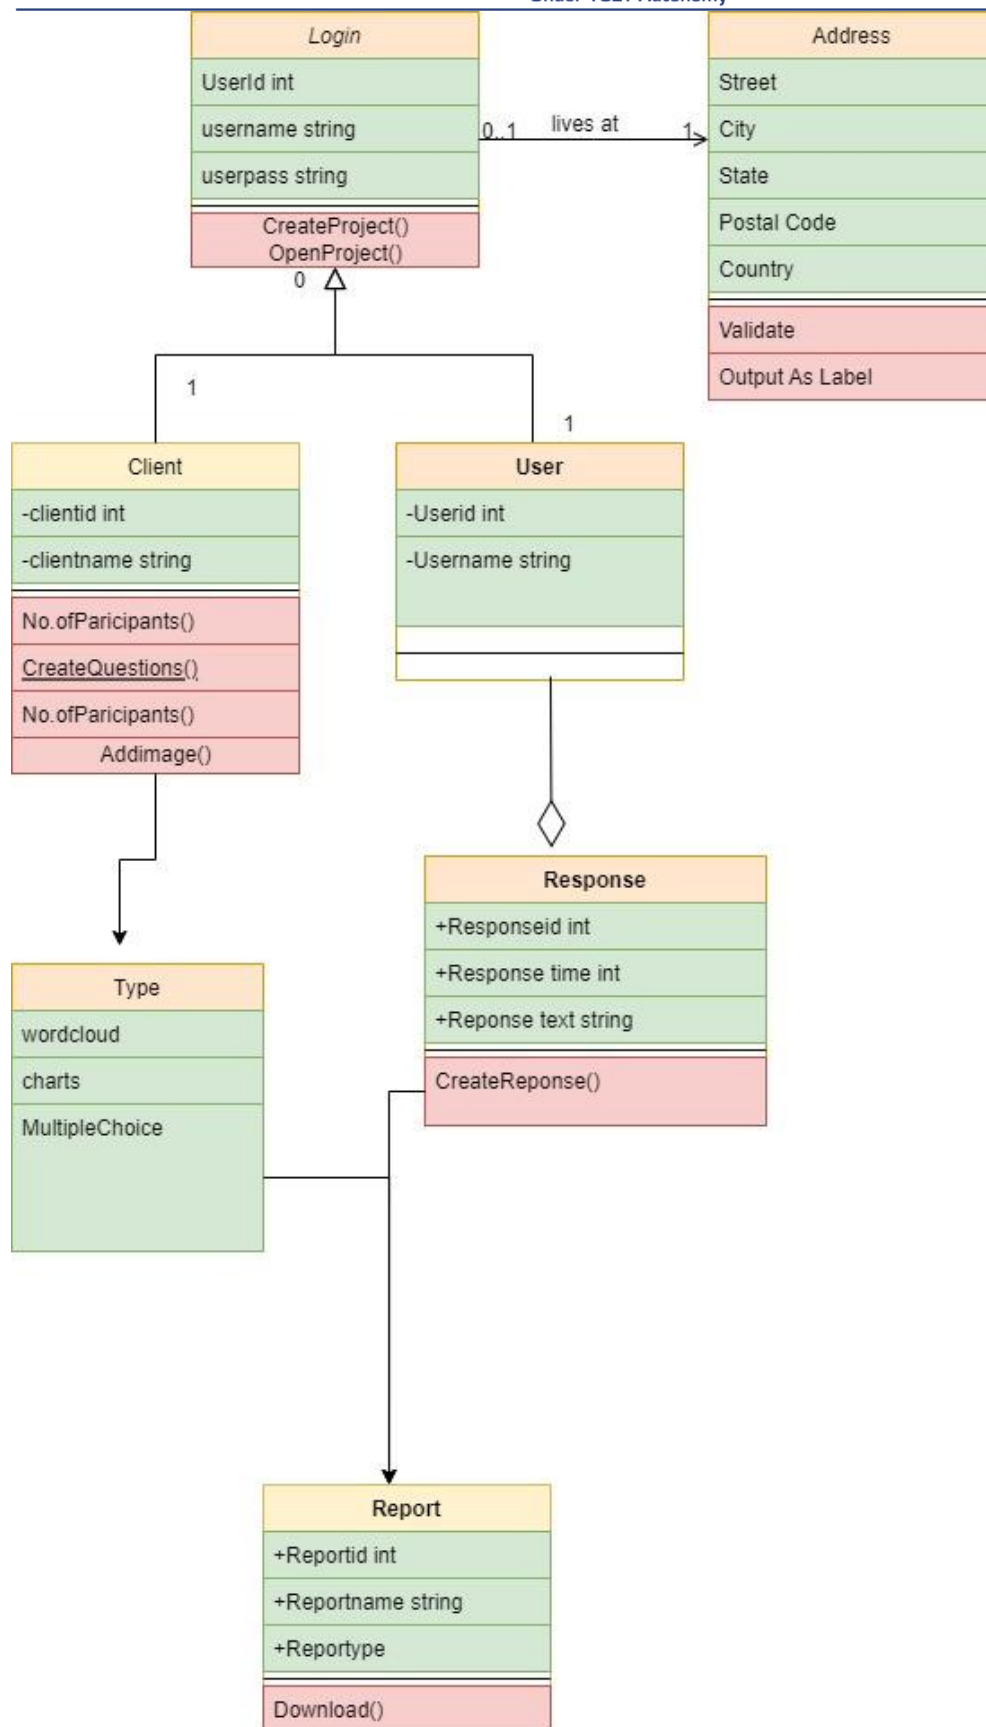 Login
UserId int
username string
userpass string
CreateProject()
OpenProject()
0..1
lives at
1
Address
Street
City
State
Postal Code
Country
Validate
Output As Label
0
1
1
Client
-clientid int
-clientname string
No.ofParicipants()
CreateQuestions()
No.ofParicipants()
Addimage()
User
-Userid int
-Username string
Response
+Responseid int
+Response time int
+Reponse text string
CreateReponse()
Type
wordcloud
charts
MultipleChoice
Report
+Reportid int
+Reportname string
+Reportype
Download()